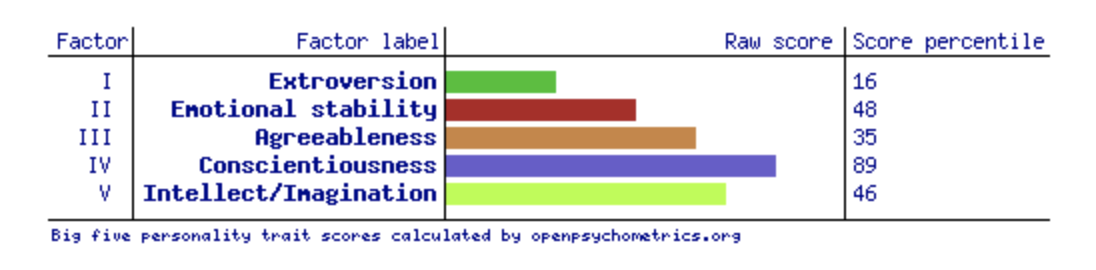 Factor Factor label Raw score Score percentile
I Extroversion 16
II Emotional stability 48
III Agreeableness 35
IV Conscientiousness 89
V Intellect/Imagination 46
Big five personality trait scores calculated by openpsychometrics.org